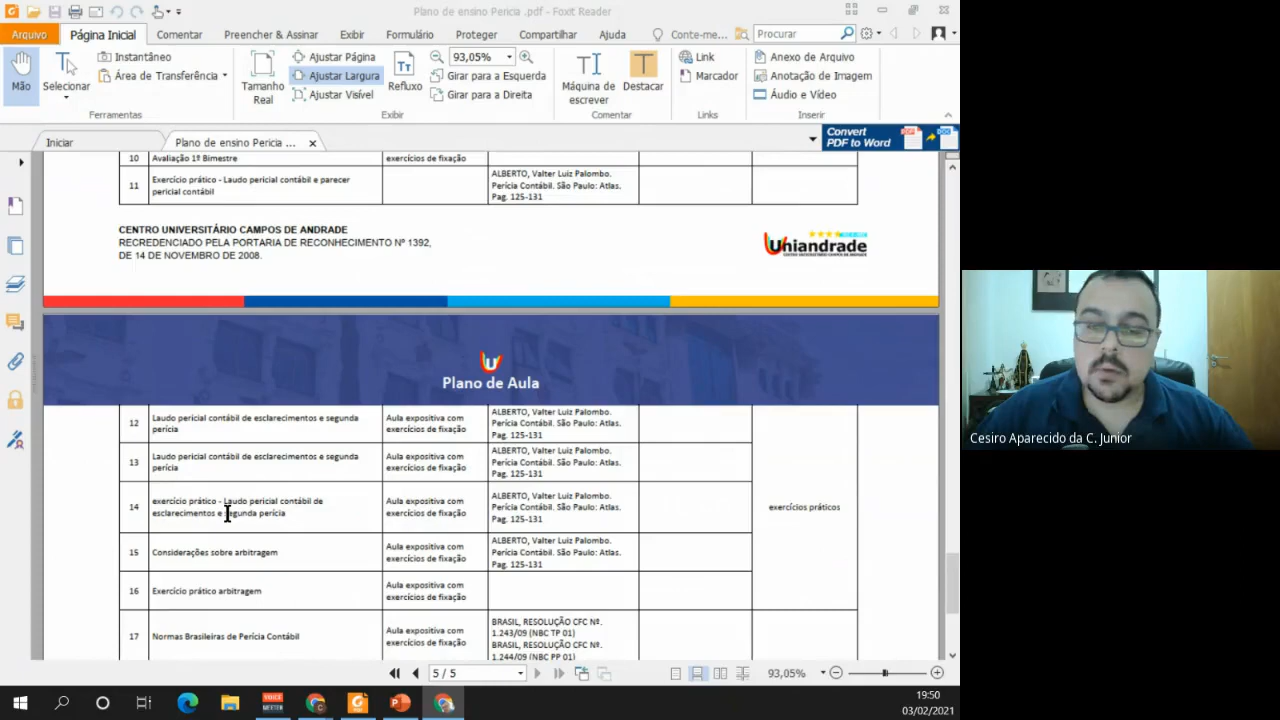 Plano de ensino Pericia .pdf - Foxit Reader
Arquivo Página Inicial Comentar Preencher & Assinar Exibir Formulário Proteger Compartilhar Ajuda Conte-me... Procurar
Mão
Selecionar
Instantâneo
Área de Transferência
Ferramentas
Tamanho
Real
Ajustar Página
Ajustar Largura
Ajustar Visível
Refluxo
93,05%
Girar para a Esquerda
Girar para a Direita
Exibir
Máquina de
escrever
Destacar
Comentar
Link
Marcador
Links
Anexo de Arquivo
Anotação de Imagem
Áudio e Vídeo
Inserir
Iniciar
Plano de ensino Pericia ...
Convert
PDF to Word
10 Avaliação 1º Bimestre exercícios de fixação
11 Exercício prático - Laudo pericial contábil e parecer
pericial contábil
ALBERTO, Valter Luiz Palombo.
Perícia Contábil. São Paulo: Atlas.
Pag. 125-131
CENTRO UNIVERSITÁRIO CAMPOS DE ANDRADE
RECREDENCIADO PELA PORTARIA DE RECONHECIMENTO Nº 1392,
DE 14 DE NOVEMBRO DE 2008.
Uniandrade
CENTRO UNIVERSITÁRIO CAMPOS DE ANDRADE
U
Plano de Aula
12 Laudo pericial contábil de esclarecimentos e segunda
perícia
Aula expositiva com
exercícios de fixação
ALBERTO, Valter Luiz Palombo.
Perícia Contábil. São Paulo: Atlas.
Pag. 125-131
13 Laudo pericial contábil de esclarecimentos e segunda
perícia
Aula expositiva com
exercícios de fixação
ALBERTO, Valter Luiz Palombo.
Perícia Contábil. São Paulo: Atlas.
Pag. 125-131
14 exercício prático - Laudo pericial contábil de
esclarecimentos e segunda perícia
Aula expositiva com
exercícios de fixação
ALBERTO, Valter Luiz Palombo.
Perícia Contábil. São Paulo: Atlas.
Pag. 125-131
exercícios práticos
15 Considerações sobre arbitragem
Aula expositiva com
exercícios de fixação
ALBERTO, Valter Luiz Palombo.
Perícia Contábil. São Paulo: Atlas.
Pag. 125-131
16 Exercício prático arbitragem
Aula expositiva com
exercícios de fixação
17 Normas Brasileiras de Perícia Contábil
Aula expositiva com
exercícios de fixação
BRASIL, RESOLUÇÃO CFC Nº.
1.243/09 (NBC TP 01)
BRASIL, RESOLUÇÃO CFC Nº.
1.244/09 (NBC PP 01)
5 / 5
93,05%
19:50
03/02/2021
Cesiro Aparecido da C. Junior